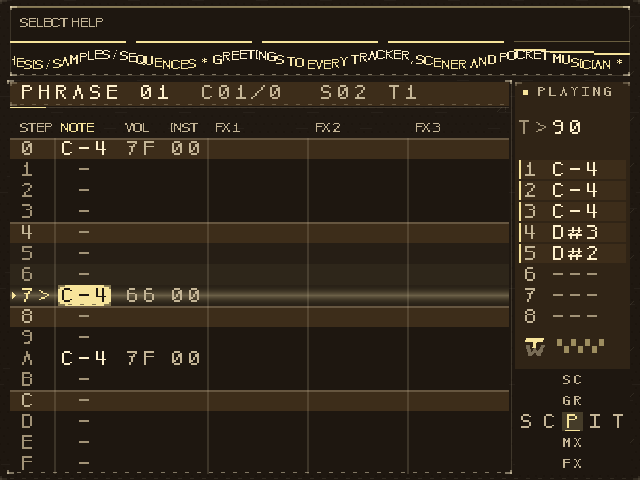 SELECT HELP
ESIS / SAMPLES / SEQUENCES * GREETINGS TO EVERY TRACKER, SCENER AND POCKET MUSICIAN *
PHRASE 01 C01/0 S02 T1
STEP NOTE VOL INST FX1 FX2 FX3
0 C-4 7F 00
1 -
2 -
3 -
4 -
5 -
6 -
7> C-4 66 00
8 -
9 -
A C-4 7F 00
B -
C -
D -
E -
F -
PLAYING
T>90
1 C-4
2 C-4
3 C-4
4 D#3
5 D#2
6 ---
7 ---
8 ---
TW
SC
GR
S C P I T
MX
FX